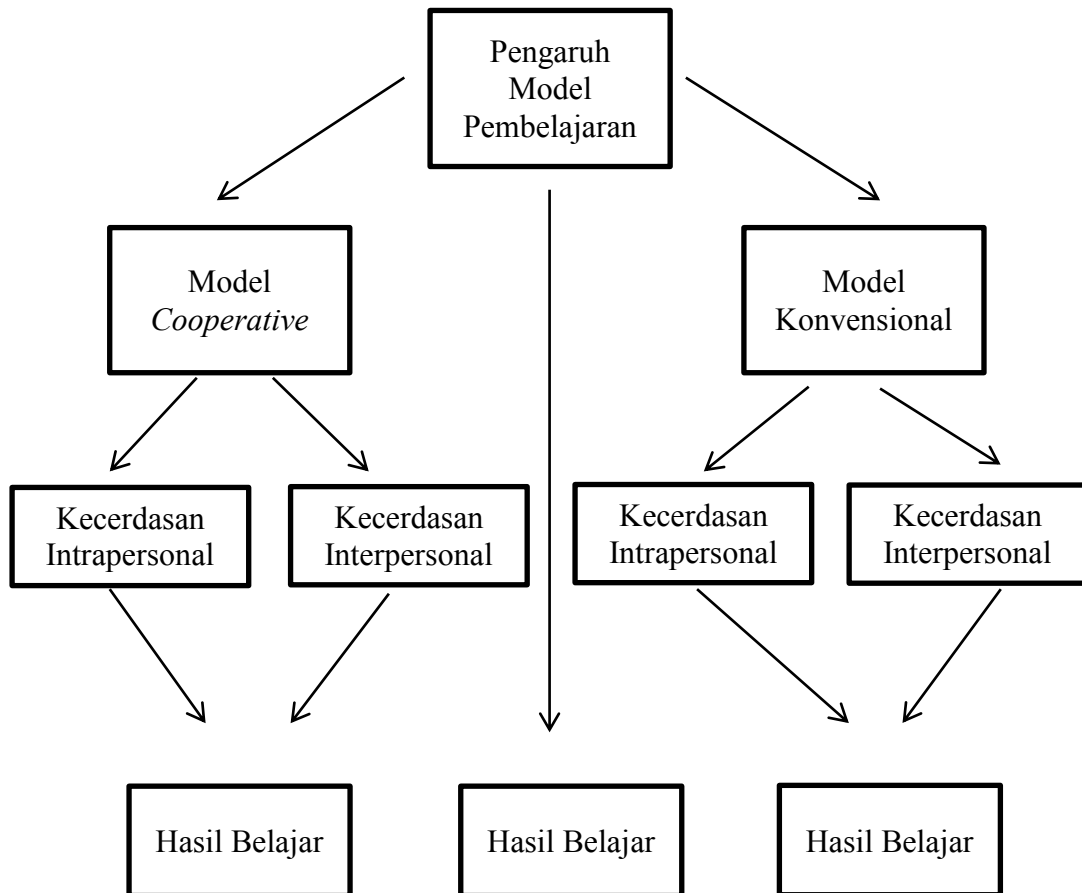 Pengaruh
Model
Pembelajaran
Model
Cooperative
Model
Konvensional
Kecerdasan
Intrapersonal
Kecerdasan
Interpersonal
Kecerdasan
Intrapersonal
Kecerdasan
Interpersonal
Hasil Belajar
Hasil Belajar
Hasil Belajar